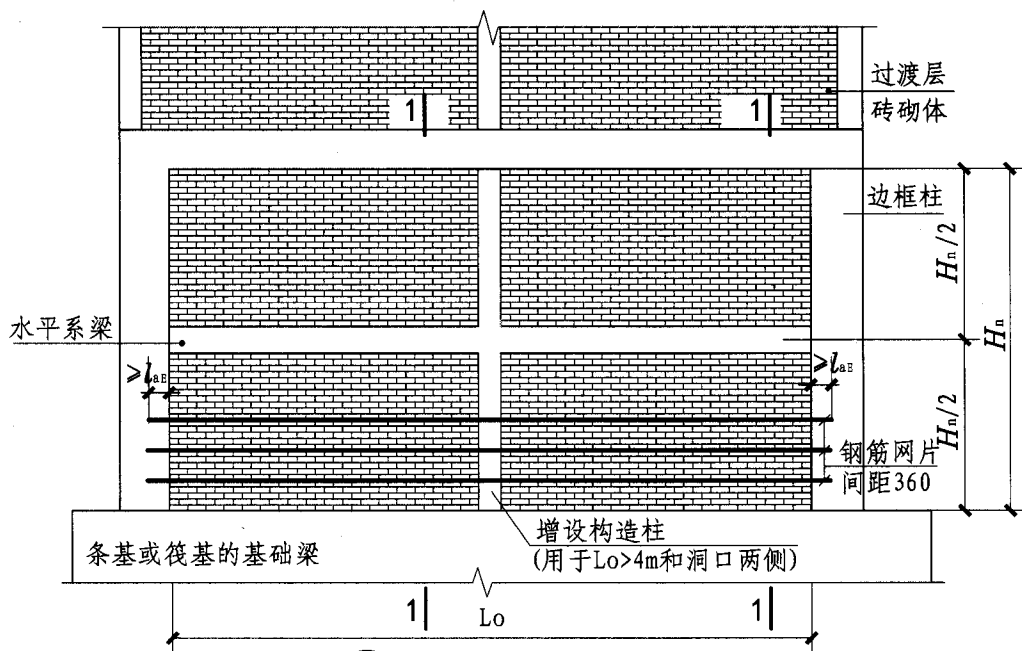 过渡层
砖砌体
1
1
边框柱
Hn/2
Hn
水平系梁
≥laE
≥laE
Hn/2
钢筋网片
间距360
增设构造柱
(用于Lo>4m和洞口两侧)
条基或筏基的基础梁
1
Lo
1